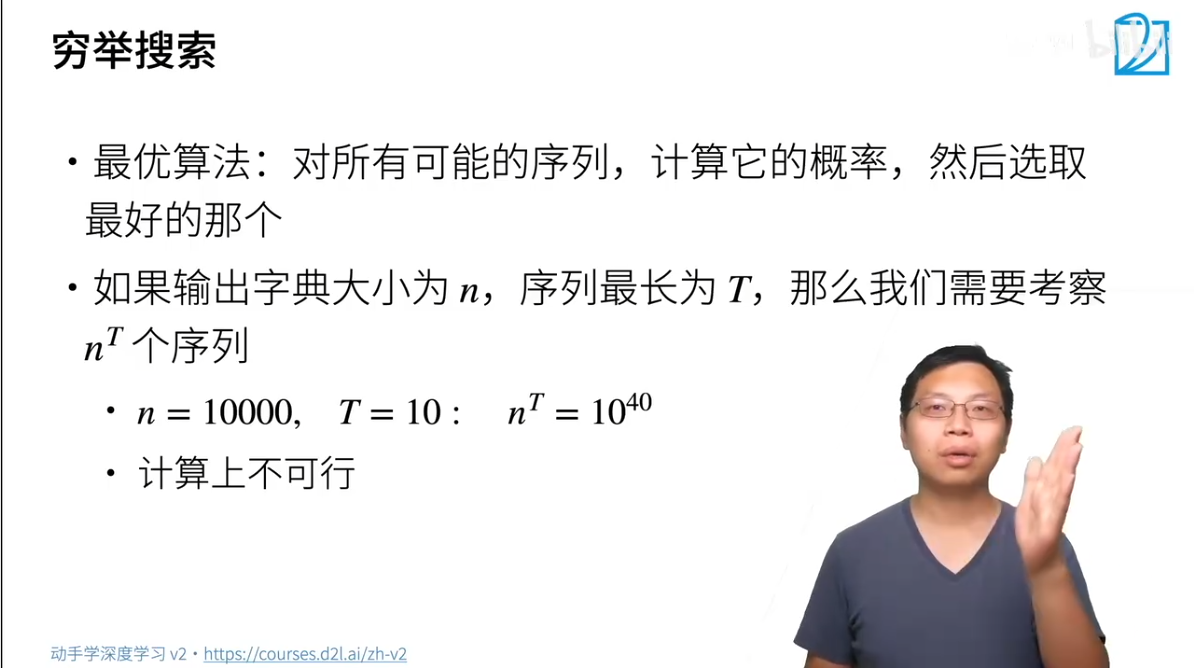 穷举搜索
• 最优算法：对所有可能的序列，计算它的概率，然后选取
最好的那个
• 如果输出字典大小为 n，序列最长为 T，那么我们需要考察
nᵀ 个序列
• n = 10000, T = 10 : nᵀ = 10⁴⁰
• 计算上不可行
动手学深度学习 v2 • https://courses.d2l.ai/zh-v2